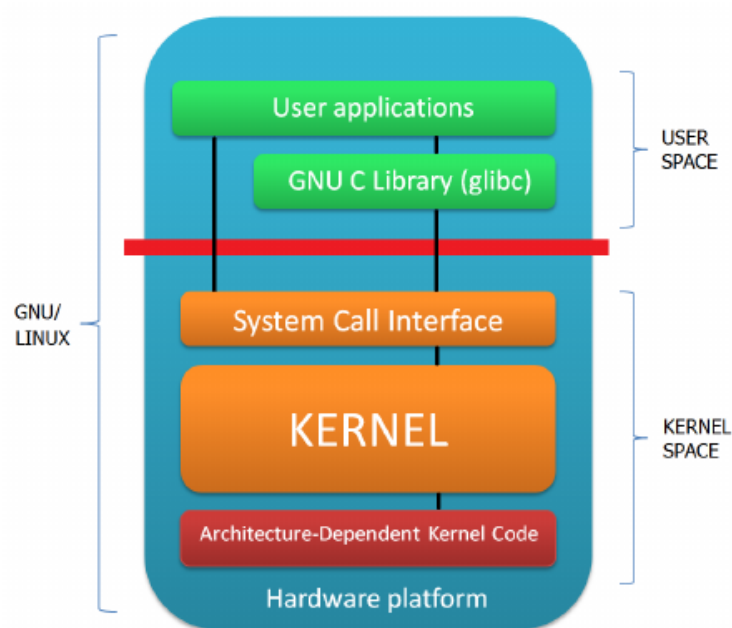 User applications
USER
SPACE
GNU C Library (glibc)
GNU/
LINUX
System Call Interface
KERNEL
KERNEL
SPACE
Architecture-Dependent Kernel Code
Hardware platform